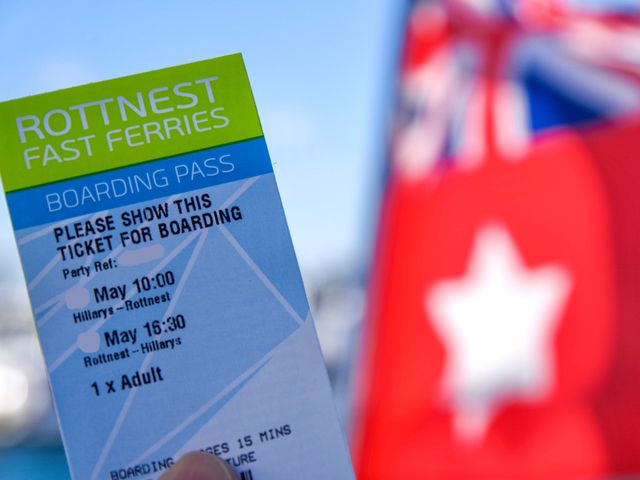 ROTTNEST
FAST FERRIES
BOARDING PASS
PLEASE SHOW THIS
TICKET FOR BOARDING
Party Ref:
May 10:00
Hillarys – Rottnest
May 16:30
Rottnest – Hillarys
1 x Adult
BOARDING 15 MINS